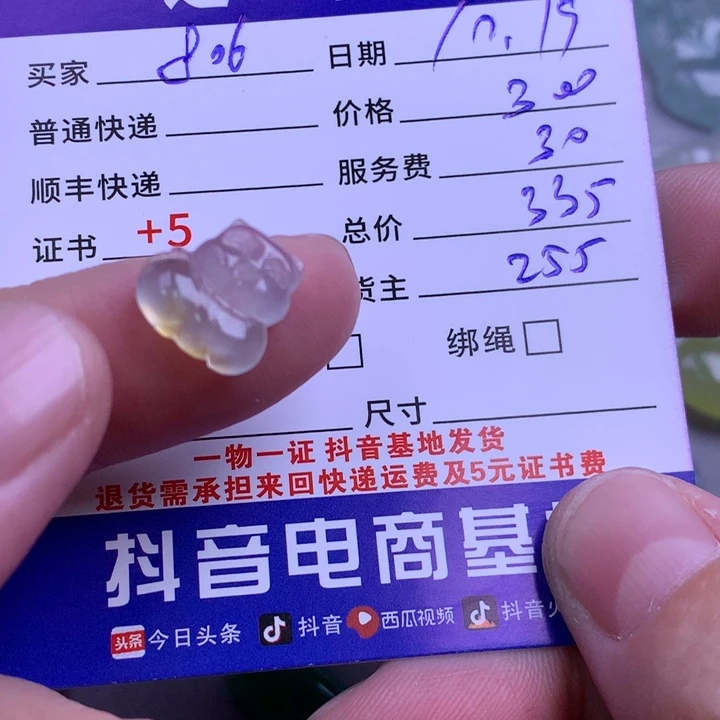 买家 806 日期 10.19
普通快递 价格 300
顺丰快递 服务费 30
证书 +5 总价 335
货主 255
绑绳
尺寸
一物一证 抖音基地发货
退货需承担来回快递运费及5元证书费
抖音电商基
头条 今日头条 抖音 西瓜视频 抖音火